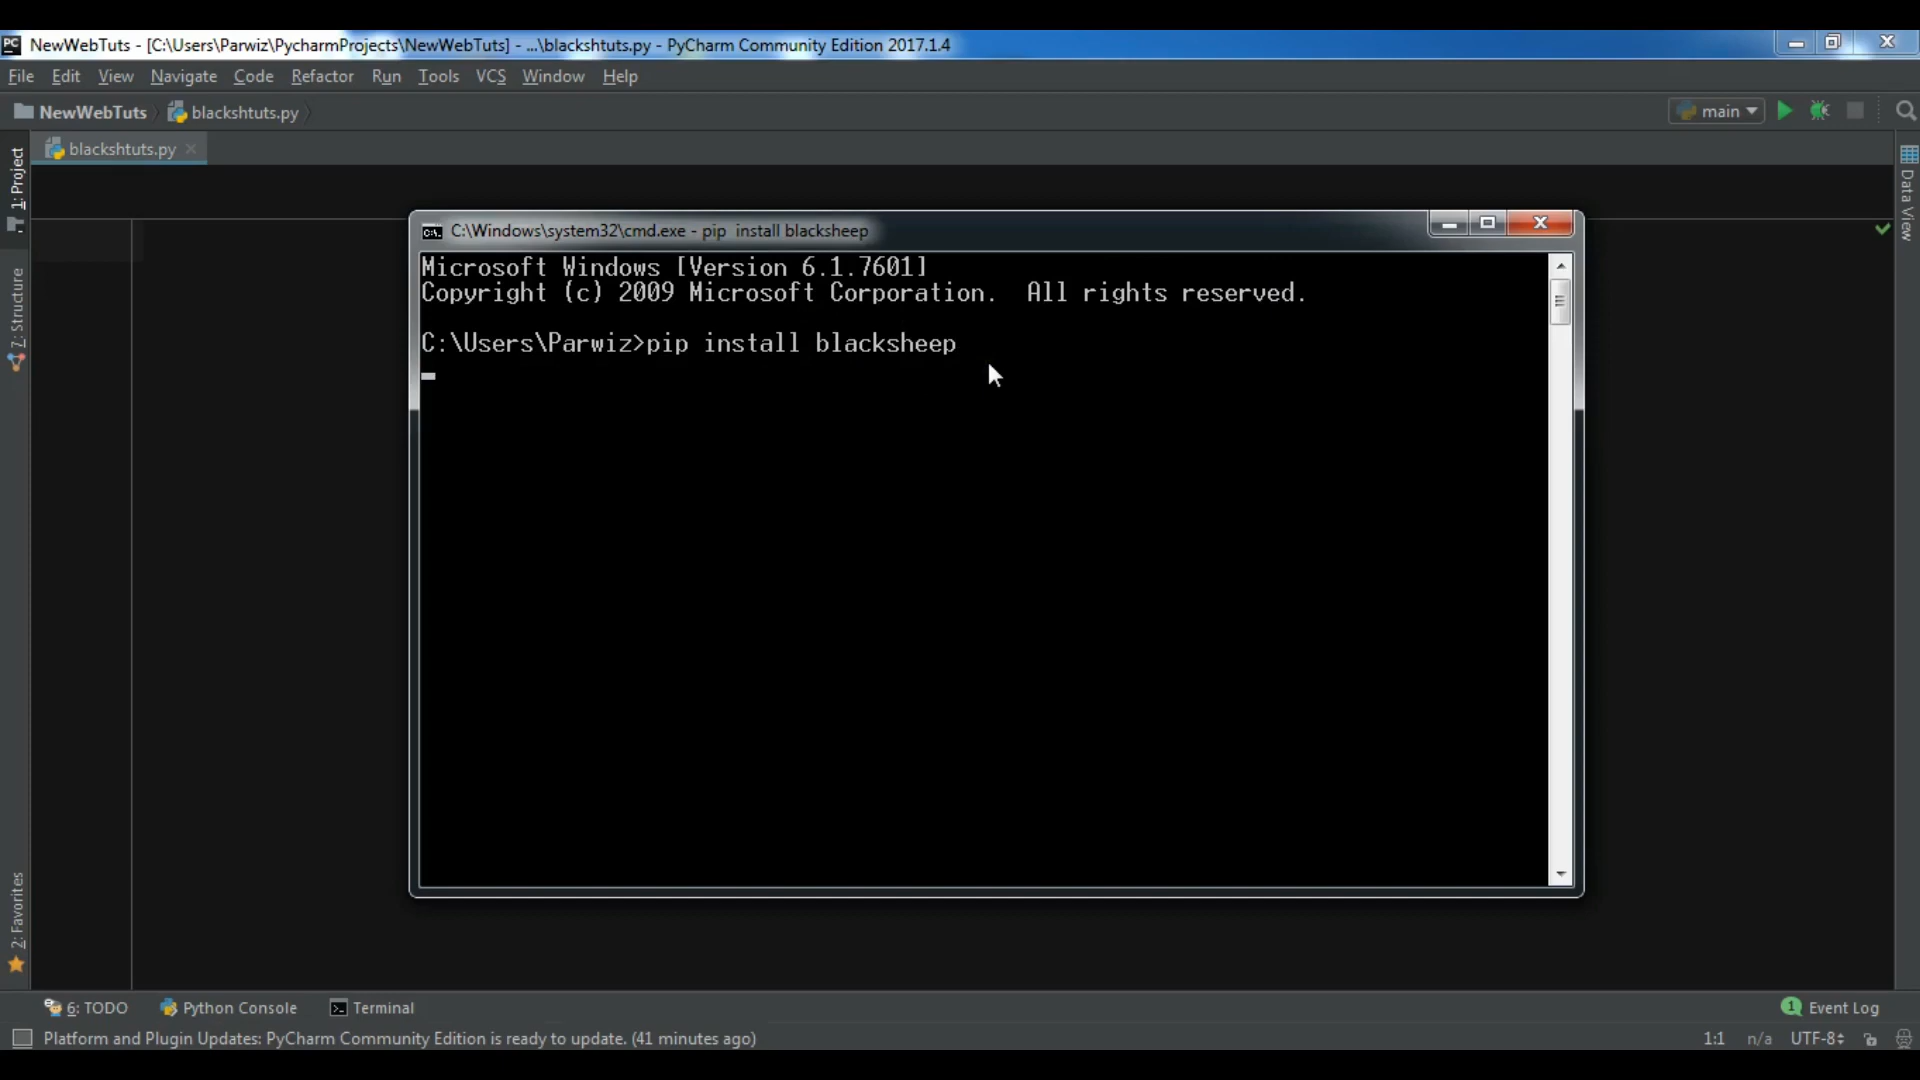 NewWebTuts - [C:\Users\Parwiz\PycharmProjects\NewWebTuts] - ...\blackshtuts.py - PyCharm Community Edition 2017.1.4
File Edit View Navigate Code Refactor Run Tools VCS Window Help
NewWebTuts blackshtuts.py main
blackshtuts.py
1: Project
7: Structure
2: Favorites
Data View
C:\Windows\system32\cmd.exe - pip  install blacksheep
Microsoft Windows [Version 6.1.7601]
Copyright (c) 2009 Microsoft Corporation.  All rights reserved.
C:\Users\Parwiz>pip install blacksheep
6: TODO Python Console Terminal 1 Event Log
Platform and Plugin Updates: PyCharm Community Edition is ready to update. (41 minutes ago) 1:1 n/a UTF-8